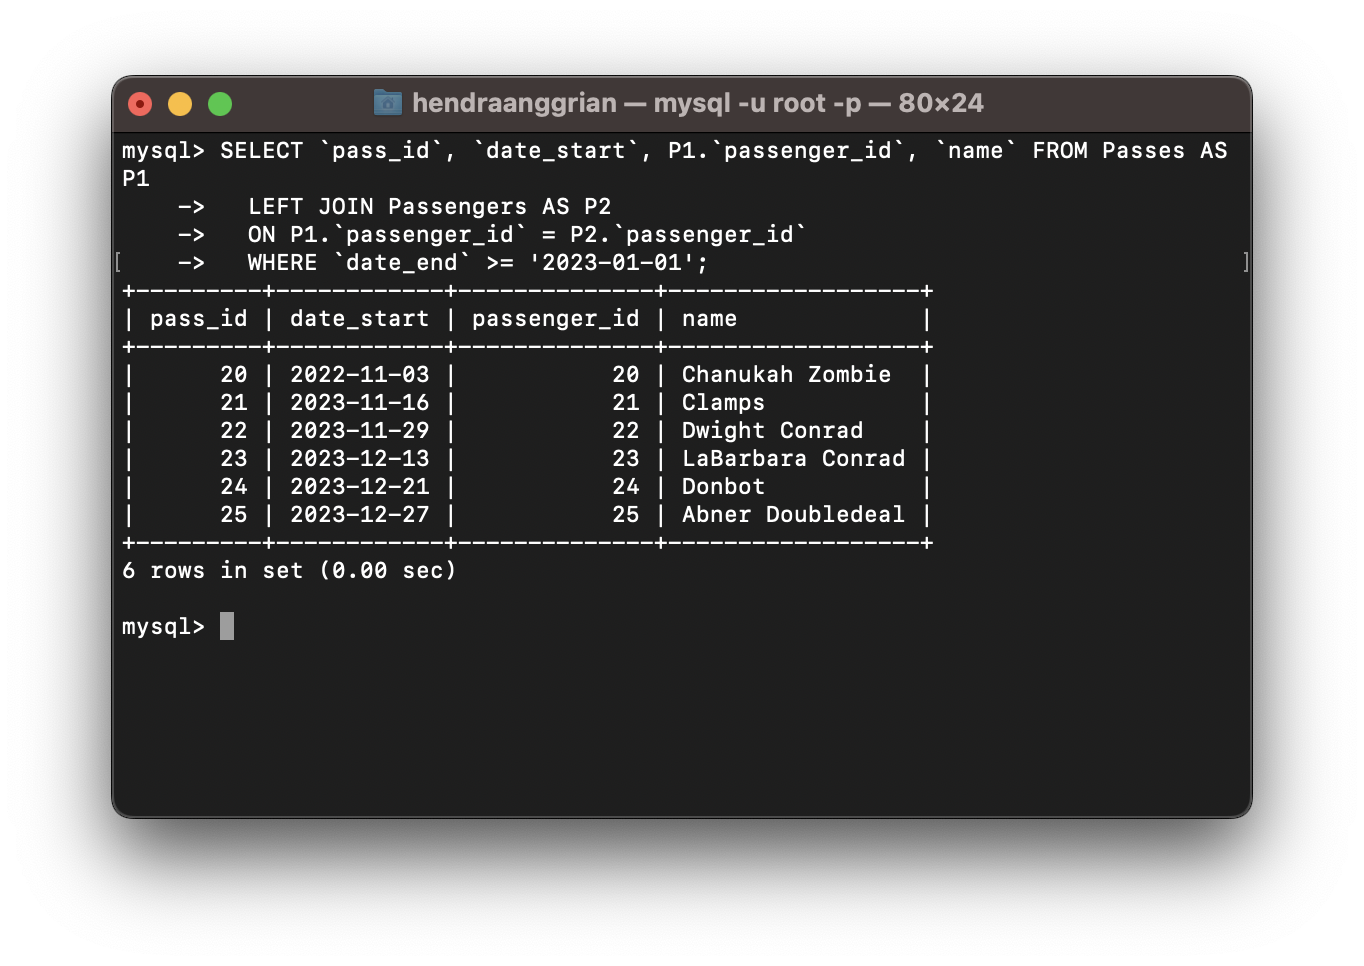 hendraanggrian — mysql -u root -p — 80×24
mysql> SELECT `pass_id`, `date_start`, P1.`passenger_id`, `name` FROM Passes AS
P1
    ->   LEFT JOIN Passengers AS P2
    ->   ON P1.`passenger_id` = P2.`passenger_id`
[    ->   WHERE `date_end` >= '2023-01-01';                                      ]
+---------+------------+--------------+------------------+
| pass_id | date_start | passenger_id | name             |
+---------+------------+--------------+------------------+
|      20 | 2022-11-03 |           20 | Chanukah Zombie  |
|      21 | 2023-11-16 |           21 | Clamps           |
|      22 | 2023-11-29 |           22 | Dwight Conrad    |
|      23 | 2023-12-13 |           23 | LaBarbara Conrad |
|      24 | 2023-12-21 |           24 | Donbot           |
|      25 | 2023-12-27 |           25 | Abner Doubledeal |
+---------+------------+--------------+------------------+
6 rows in set (0.00 sec)
mysql>